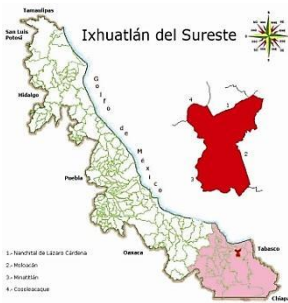 Tamaulipas
Ixhuatlán del Sureste
San Luis
Potosí
Golfo
de
México
Hidalgo
4
1
2
3
Puebla
Oaxaca
Tabasco
Chiapas
1.- Nanchital de Lázaro Cárdena
2.- Moloacán
3.- Minatitlán
4.- Cosoleacaque